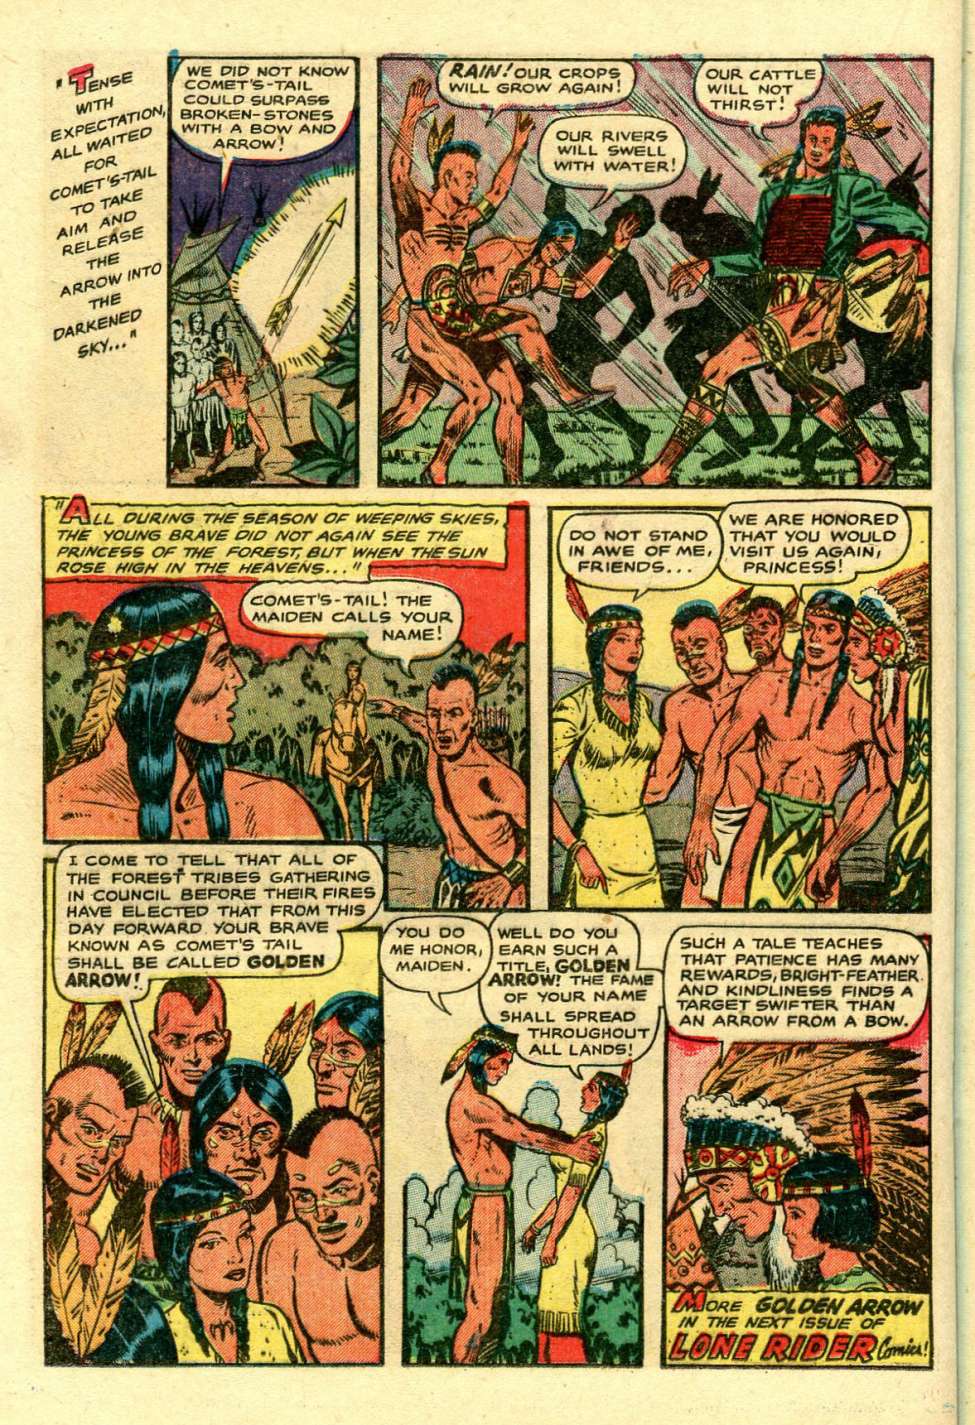 "TENSE
WITH
EXPECTATION,
ALL WAITED
FOR
COMET'S-TAIL
TO TAKE
AIM AND
RELEASE
THE
ARROW INTO
THE
DARKENED
SKY..."
WE DID NOT KNOW
COMET'S-TAIL
COULD SURPASS
BROKEN-STONES
WITH A BOW AND
ARROW!
RAIN! OUR CROPS
WILL GROW AGAIN!
OUR RIVERS
WILL SWELL
WITH WATER!
OUR CATTLE
WILL NOT
THIRST!
"ALL DURING THE SEASON OF WEEPING SKIES,
THE YOUNG BRAVE DID NOT AGAIN SEE THE
PRINCESS OF THE FOREST, BUT WHEN THE SUN
ROSE HIGH IN THE HEAVENS..."
COMET'S-TAIL! THE
MAIDEN CALLS YOUR
NAME!
DO NOT STAND
IN AWE OF ME,
FRIENDS...
WE ARE HONORED
THAT YOU WOULD
VISIT US AGAIN,
PRINCESS!
I COME TO TELL THAT ALL OF
THE FOREST TRIBES GATHERING
IN COUNCIL BEFORE THEIR FIRES
HAVE ELECTED THAT FROM THIS
DAY FORWARD YOUR BRAVE
KNOWN AS COMET'S TAIL
SHALL BE CALLED GOLDEN
ARROW!
YOU DO
ME HONOR,
MAIDEN.
WELL DO YOU
EARN SUCH A
TITLE, GOLDEN
ARROW! THE FAME
OF YOUR NAME
SHALL SPREAD
THROUGHOUT
ALL LANDS!
SUCH A TALE TEACHES
THAT PATIENCE HAS MANY
REWARDS, BRIGHT-FEATHER.
AND KINDLINESS FINDS A
TARGET SWIFTER THAN
AN ARROW FROM A BOW.
MORE GOLDEN ARROW
IN THE NEXT ISSUE OF
LONE RIDER Comics!